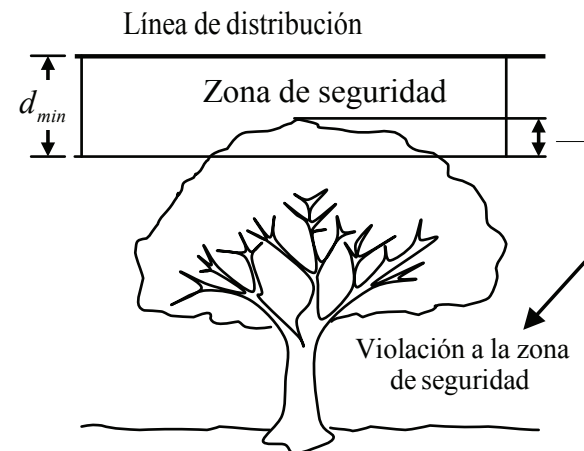 Línea de distribución
Zona de seguridad
d_min
Violación a la zona
de seguridad